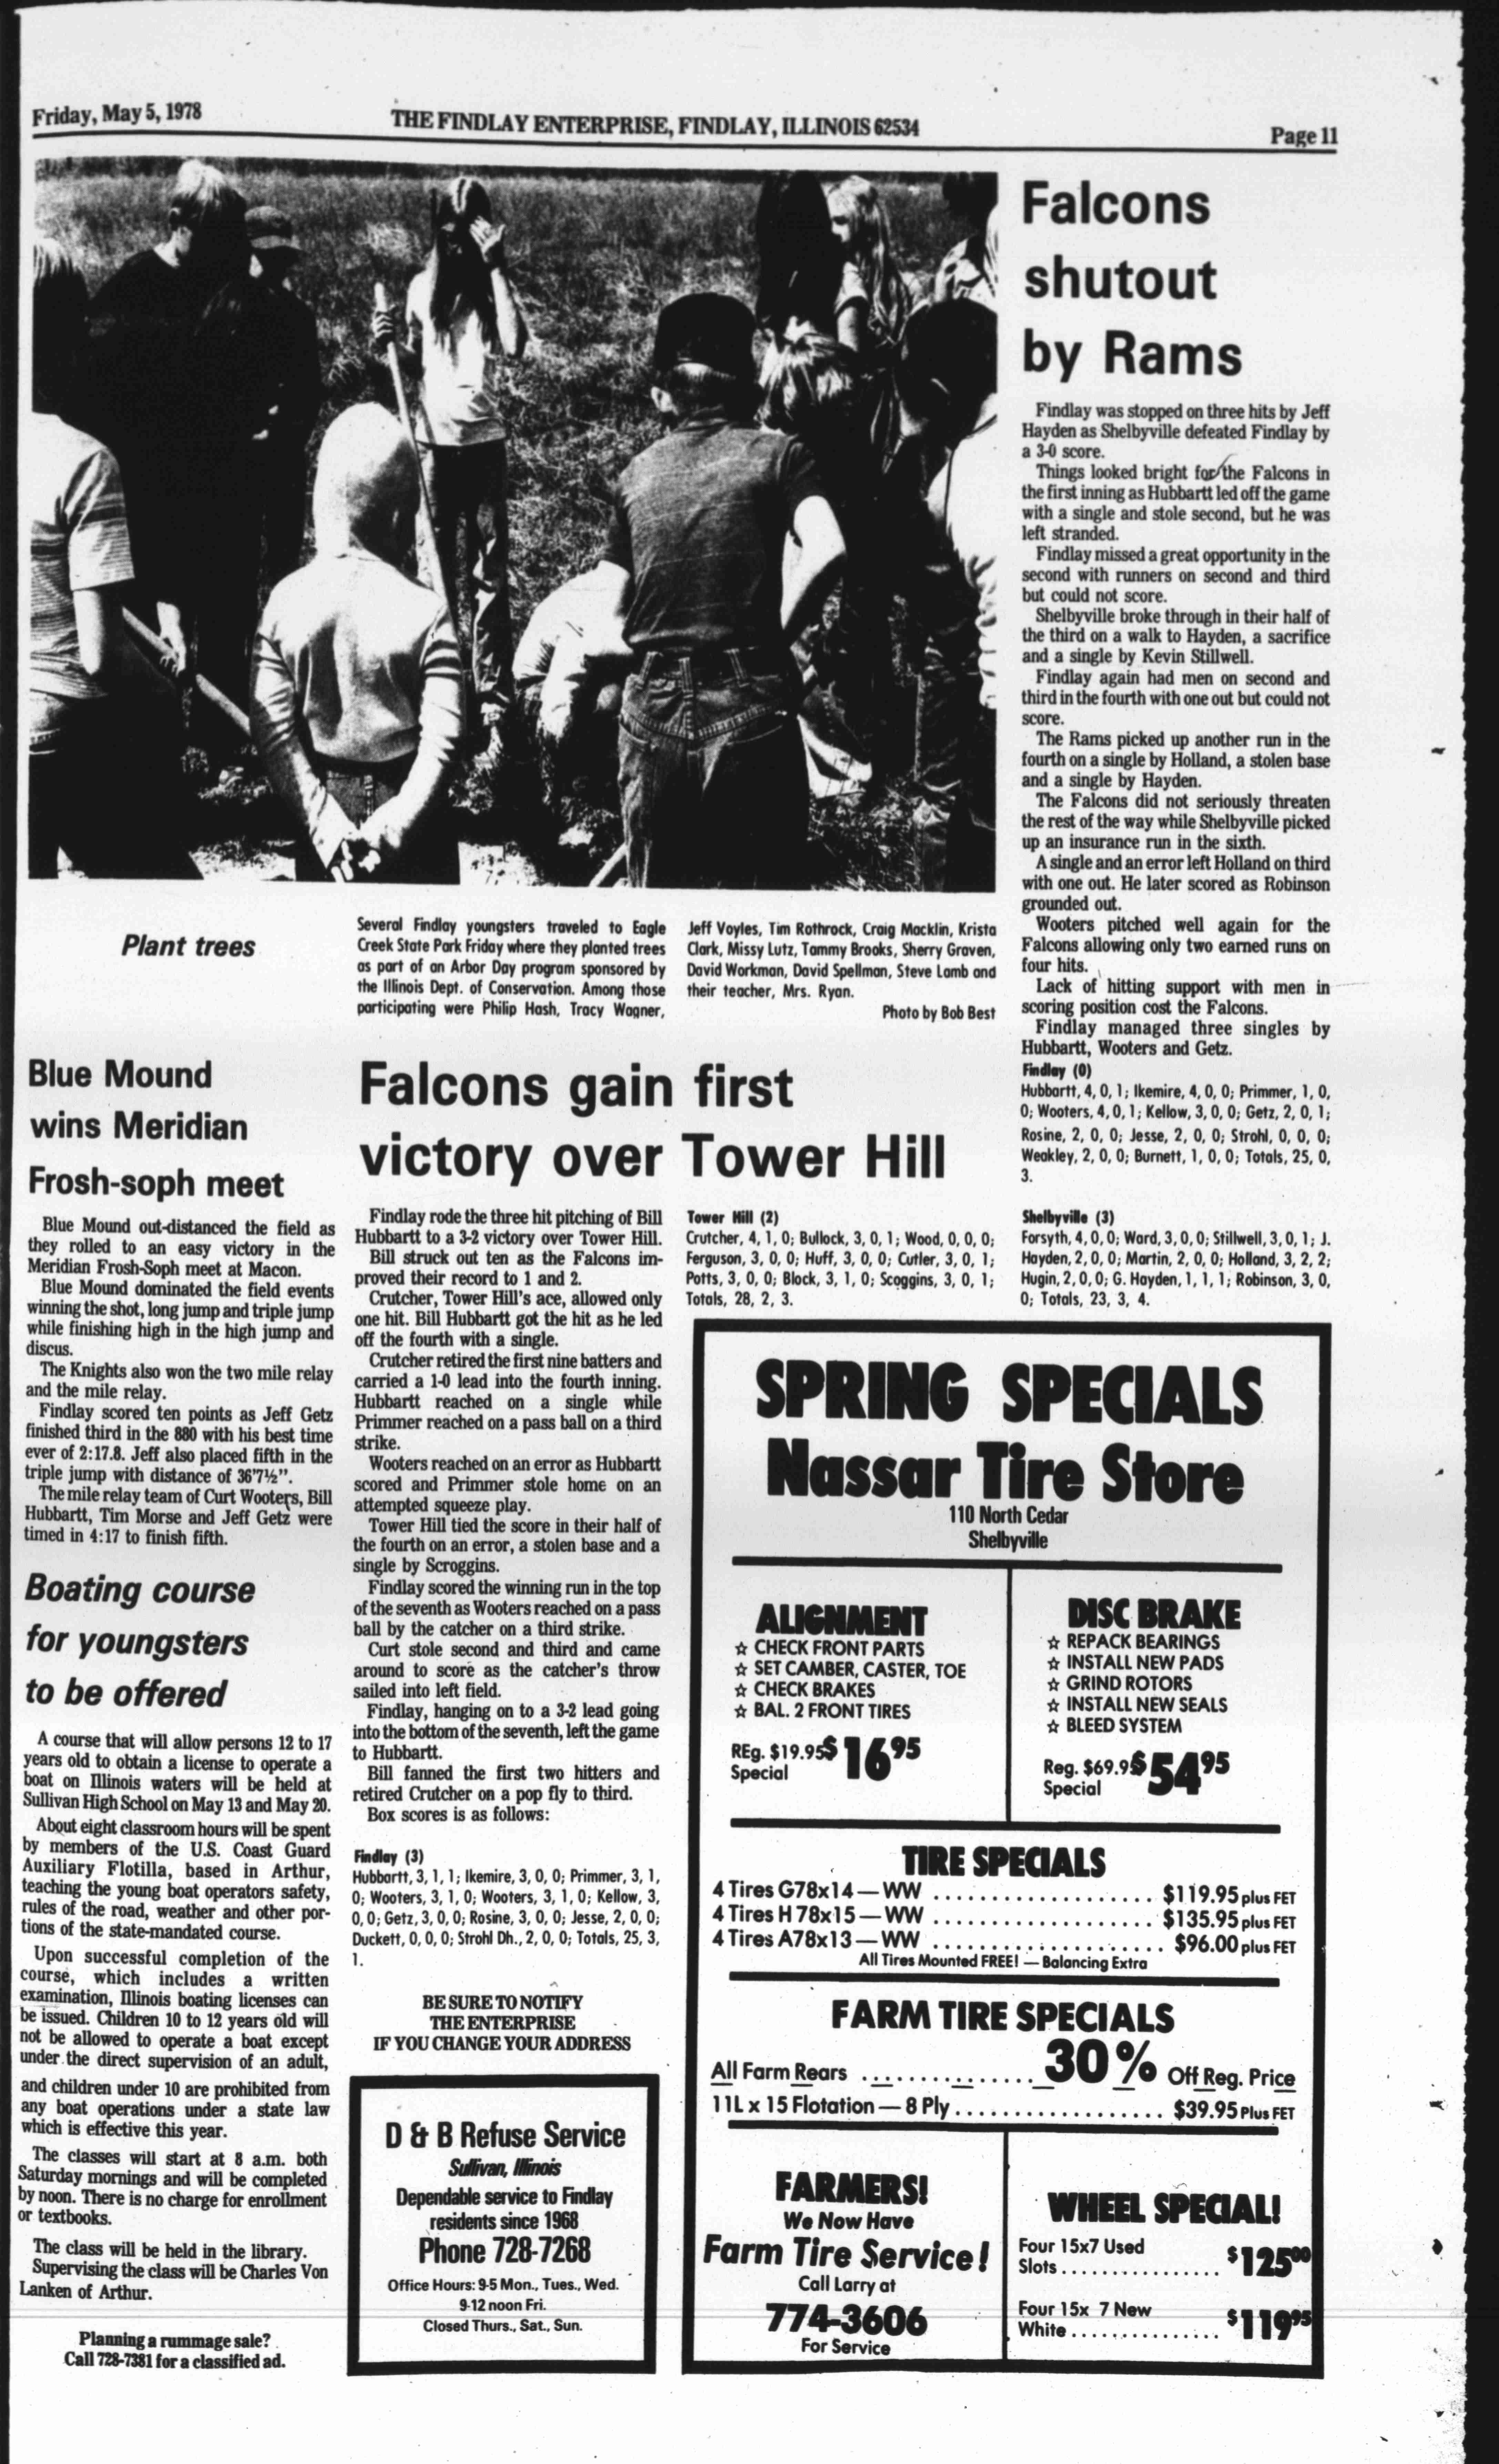 Friday, May 5, 1978
THE FINDLAY ENTERPRISE, FINDLAY, ILLINOIS 62534
Page 11
Plant trees
Several Findlay youngsters traveled to Eagle
Creek State Park Friday where they planted trees
as part of an Arbor Day program sponsored by
the Illinois Dept. of Conservation. Among those
participating were Philip Hash, Tracy Wagner,
Jeff Voyles, Tim Rothrock, Craig Macklin, Krista
Clark, Missy Lutz, Tammy Brooks, Sherry Graven,
David Workman, David Spellman, Steve Lamb and
their teacher, Mrs. Ryan.
Photo by Bob Best
Falcons
shutout
by Rams
Findlay was stopped on three hits by Jeff
Hayden as Shelbyville defeated Findlay by
a 3-0 score.
Things looked bright for the Falcons in
the first inning as Hubbartt led off the game
with a single and stole second, but he was
left stranded.
Findlay missed a great opportunity in the
second with runners on second and third
but could not score.
Shelbyville broke through in their half of
the third on a walk to Hayden, a sacrifice
and a single by Kevin Stillwell.
Findlay again had men on second and
third in the fourth with one out but could not
score.
The Rams picked up another run in the
fourth on a single by Holland, a stolen base
and a single by Hayden.
The Falcons did not seriously threaten
the rest of the way while Shelbyville picked
up an insurance run in the sixth.
A single and an error left Holland on third
with one out. He later scored as Robinson
grounded out.
Wooters pitched well again for the
Falcons allowing only two earned runs on
four hits.
Lack of hitting support with men in
scoring position cost the Falcons.
Findlay managed three singles by
Hubbartt, Wooters and Getz.
Findlay (0)
Hubbartt, 4, 0, 1; Ikemire, 4, 0, 0; Primmer, 1, 0,
0; Wooters, 4, 0, 1; Kellow, 3, 0, 0; Getz, 2, 0, 1;
Rosine, 2, 0, 0; Jesse, 2, 0, 0; Strohl, 0, 0, 0;
Weakley, 2, 0, 0; Burnett, 1, 0, 0; Totals, 25, 0,
3.
Shelbyville (3)
Forsyth, 4, 0, 0; Ward, 3, 0, 0; Stillwell, 3, 0, 1; J.
Hayden, 2, 0, 0; Martin, 2, 0, 0; Holland, 3, 2, 2;
Hugin, 2, 0, 0; G. Hayden, 1, 1, 1; Robinson, 3, 0,
0; Totals, 23, 3, 4.
Blue Mound
wins Meridian
Frosh-soph meet
Blue Mound out-distanced the field as
they rolled to an easy victory in the
Meridian Frosh-Soph meet at Macon.
Blue Mound dominated the field events
winning the shot, long jump and triple jump
while finishing high in the high jump and
discus.
The Knights also won the two mile relay
and the mile relay.
Findlay scored ten points as Jeff Getz
finished third in the 880 with his best time
ever of 2:17.8. Jeff also placed fifth in the
triple jump with distance of 36'7½".
The mile relay team of Curt Wooters, Bill
Hubbartt, Tim Morse and Jeff Getz were
timed in 4:17 to finish fifth.
Boating course
for youngsters
to be offered
A course that will allow persons 12 to 17
years old to obtain a license to operate a
boat on Illinois waters will be held at
Sullivan High School on May 13 and May 20.
About eight classroom hours will be spent
by members of the U.S. Coast Guard
Auxiliary Flotilla, based in Arthur,
teaching the young boat operators safety,
rules of the road, weather and other por-
tions of the state-mandated course.
Upon successful completion of the
course, which includes a written
examination, Illinois boating licenses can
be issued. Children 10 to 12 years old will
not be allowed to operate a boat except
under the direct supervision of an adult,
and children under 10 are prohibited from
any boat operations under a state law
which is effective this year.
The classes will start at 8 a.m. both
Saturday mornings and will be completed
by noon. There is no charge for enrollment
or textbooks.
The class will be held in the library.
Supervising the class will be Charles Von
Lanken of Arthur.
Planning a rummage sale?
Call 728-7381 for a classified ad.
Falcons gain first
victory over Tower Hill
Findlay rode the three hit pitching of Bill
Hubbartt to a 3-2 victory over Tower Hill.
Bill struck out ten as the Falcons im-
proved their record to 1 and 2.
Crutcher, Tower Hill's ace, allowed only
one hit. Bill Hubbartt got the hit as he led
off the fourth with a single.
Crutcher retired the first nine batters and
carried a 1-0 lead into the fourth inning.
Hubbartt reached on a single while
Primmer reached on a pass ball on a third
strike.
Wooters reached on an error as Hubbartt
scored and Primmer stole home on an
attempted squeeze play.
Tower Hill tied the score in their half of
the fourth on an error, a stolen base and a
single by Scroggins.
Findlay scored the winning run in the top
of the seventh as Wooters reached on a pass
ball by the catcher on a third strike.
Curt stole second and third and came
around to score as the catcher's throw
sailed into left field.
Findlay, hanging on to a 3-2 lead going
into the bottom of the seventh, left the game
to Hubbartt.
Bill fanned the first two hitters and
retired Crutcher on a pop fly to third.
Box scores is as follows:
Findlay (3)
Hubbartt, 3, 1, 1; Ikemire, 3, 0, 0; Primmer, 3, 1,
0; Wooters, 3, 1, 0; Wooters, 3, 1, 0; Kellow, 3,
0, 0; Getz, 3, 0, 0; Rosine, 3, 0, 0; Jesse, 2, 0, 0;
Duckett, 0, 0, 0; Strohl Dh., 2, 0, 0; Totals, 25, 3,
1.
Tower Hill (2)
Crutcher, 4, 1, 0; Bullock, 3, 0, 1; Wood, 0, 0, 0;
Ferguson, 3, 0, 0; Huff, 3, 0, 0; Cutler, 3, 0, 1;
Potts, 3, 0, 0; Block, 3, 1, 0; Scoggins, 3, 0, 1;
Totals, 28, 2, 3.
BE SURE TO NOTIFY
THE ENTERPRISE
IF YOU CHANGE YOUR ADDRESS
D & B Refuse Service
Sullivan, Illinois
Dependable service to Findlay
residents since 1968
Phone 728-7268
Office Hours: 9-5 Mon., Tues., Wed.
9-12 noon Fri.
Closed Thurs., Sat., Sun.
SPRING SPECIALS
Nassar Tire Store
110 North Cedar
Shelbyville
ALIGNMENT
☆ CHECK FRONT PARTS
☆ SET CAMBER, CASTER, TOE
☆ CHECK BRAKES
☆ BAL. 2 FRONT TIRES
REg. $19.95
Special $16.95
DISC BRAKE
☆ REPACK BEARINGS
☆ INSTALL NEW PADS
☆ GRIND ROTORS
☆ INSTALL NEW SEALS
☆ BLEED SYSTEM
Reg. $69.95
Special $54.95
TIRE SPECIALS
4 Tires G78x14—WW .................... $119.95 plus FET
4 Tires H 78x15—WW .................... $135.95 plus FET
4 Tires A78x13—WW .................... $96.00 plus FET
All Tires Mounted FREE! — Balancing Extra
FARM TIRE SPECIALS
All Farm Rears ............... 30% Off Reg. Price
11L x 15 Flotation — 8 Ply .................. $39.95 Plus FET
FARMERS!
We Now Have
Farm Tire Service!
Call Larry at
774-3606
For Service
WHEEL SPECIAL!
Four 15x7 Used
Slots ................ $125.00
Four 15x 7 New
White ............... $119.95